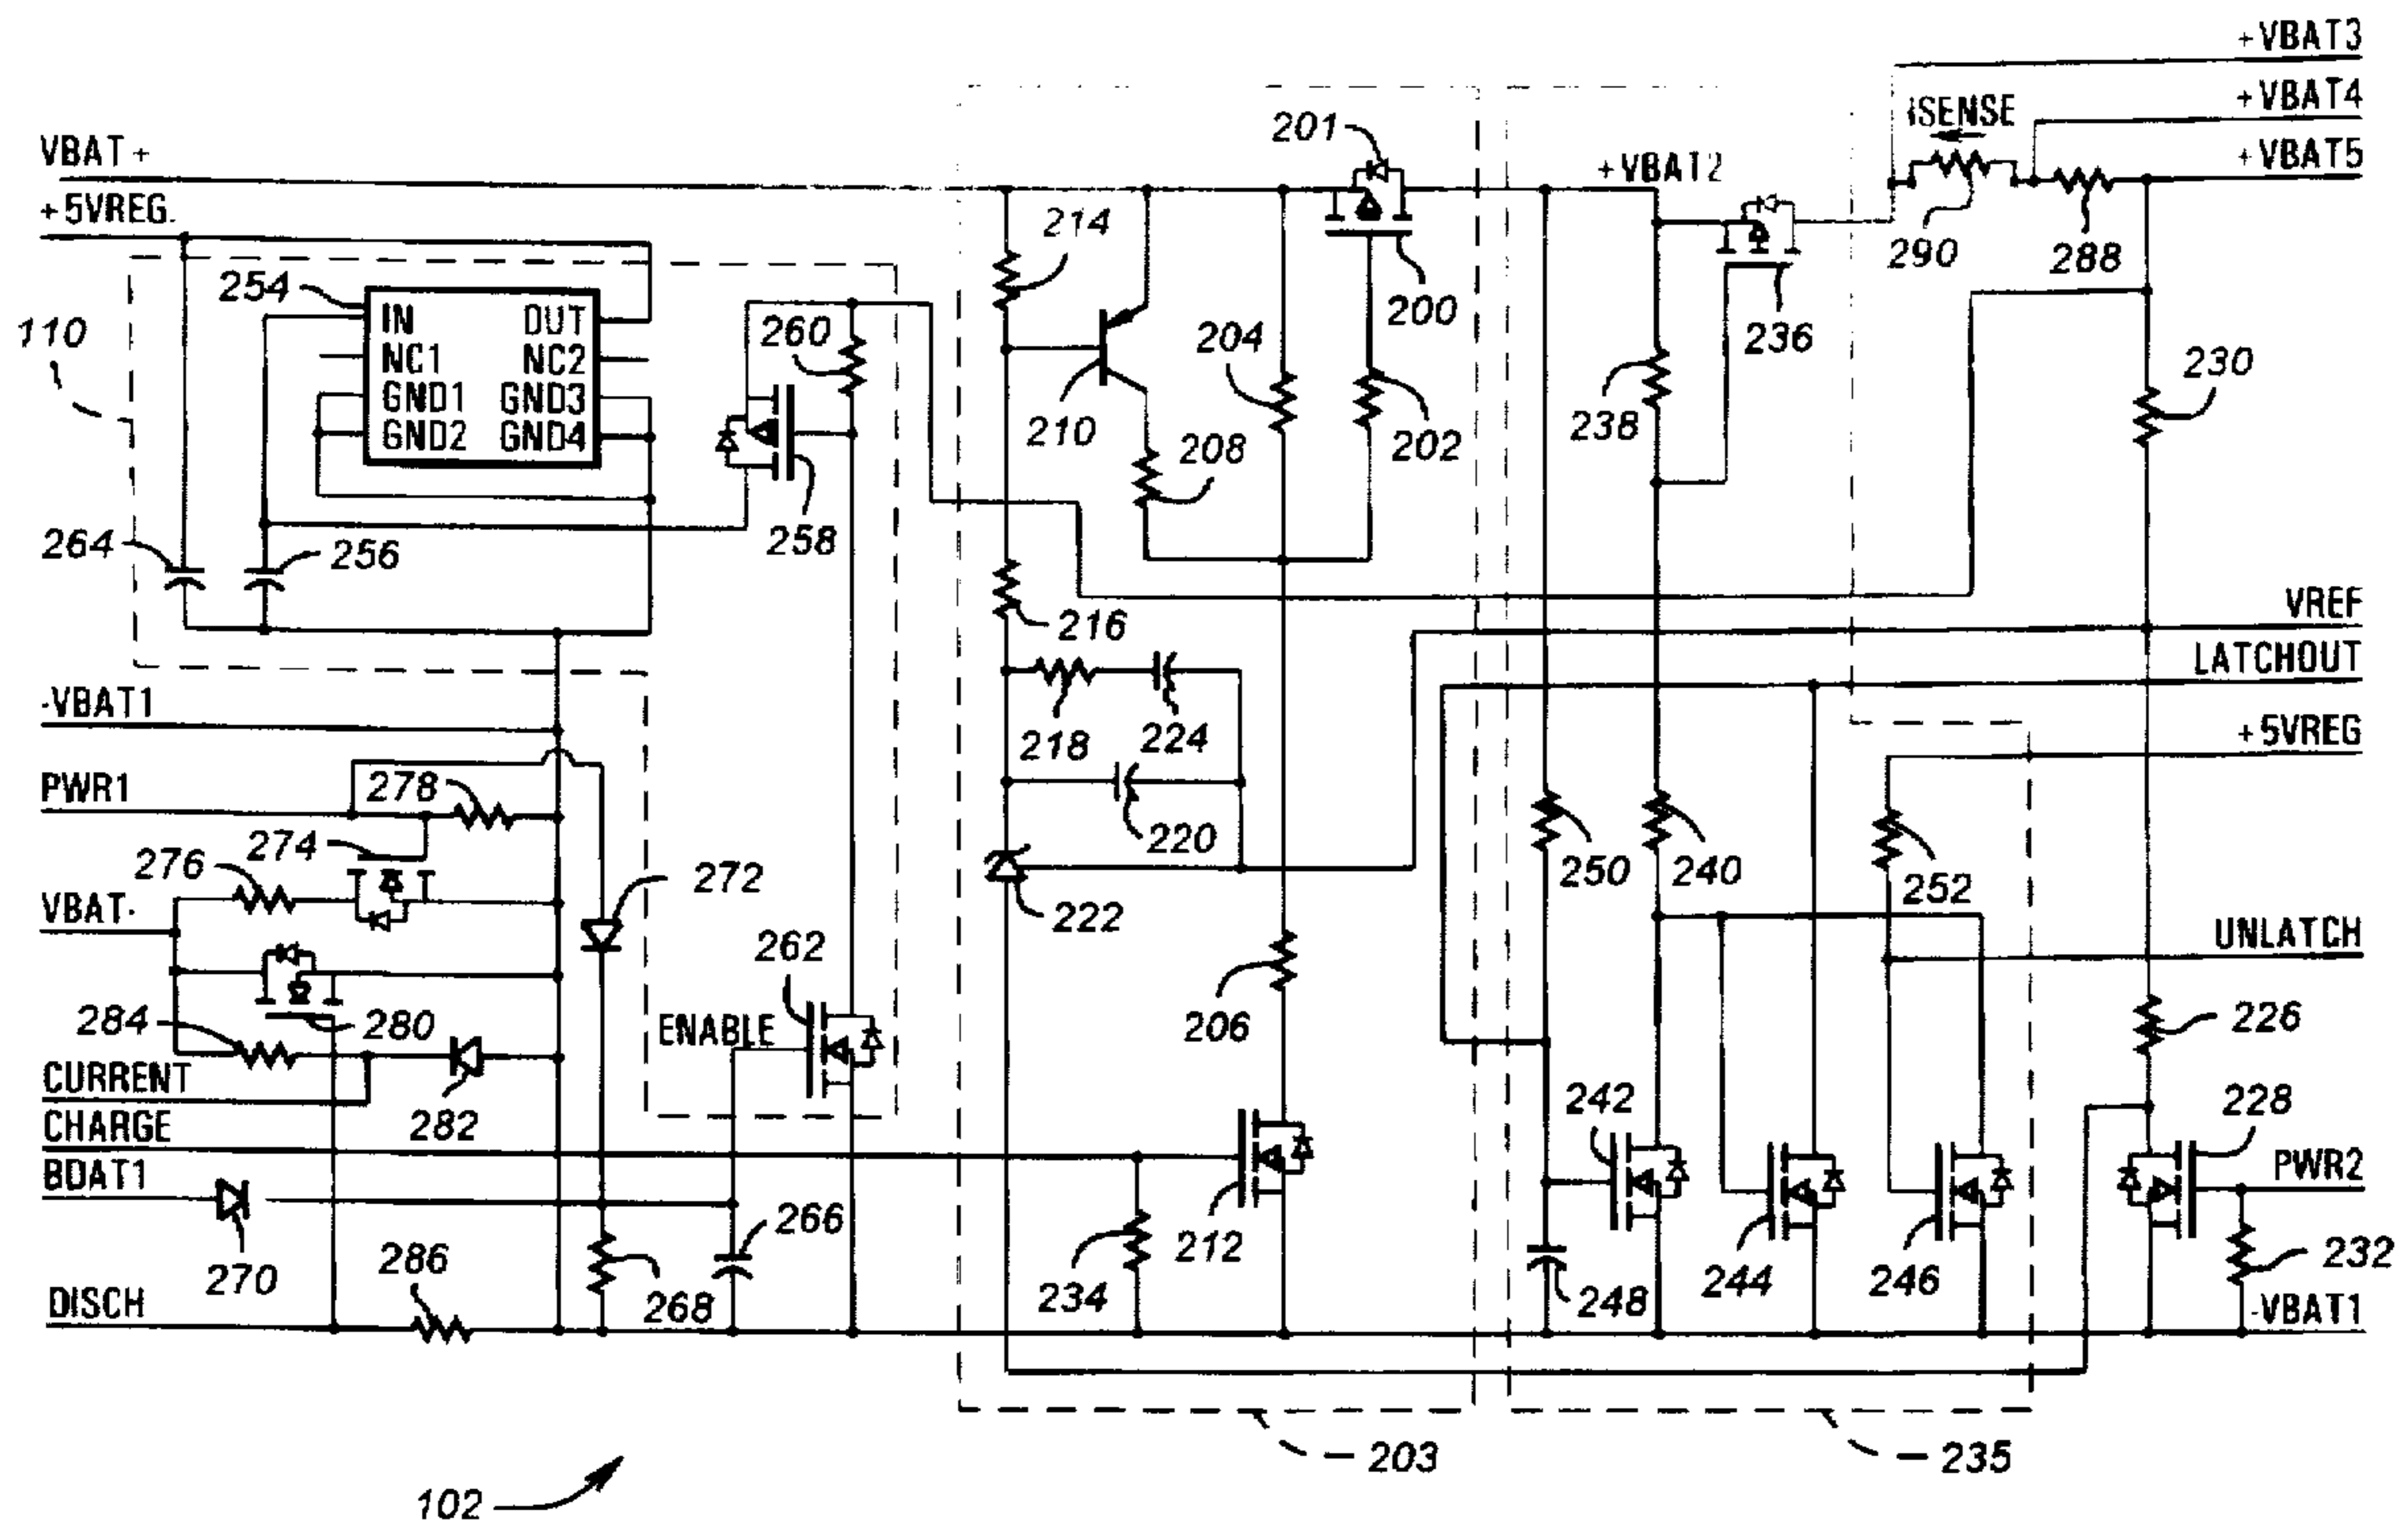 +VBAT3
+VBAT4
ISENSE
+VBAT5
201
VBAT+
+VBAT2
+5VREG.
214
290
288
254
IN
OUT
200
110
NC1
NC2
260
204
236
230
GND1
GND3
GND2
GND4
210
208
202
238
264
256
258
VREF
216
LATCHOUT
-VBAT1
218
224
+5VREG
PWR1
278
274
220
276
272
250
240
252
VBAT-
222
UNLATCH
262
284
280
ENABLE
206
226
CURRENT
282
242
228
CHARGE
BDAT1
PWR2
266
212
270
286
234
244
246
232
DISCH
268
248
-VBAT1
203
235
102